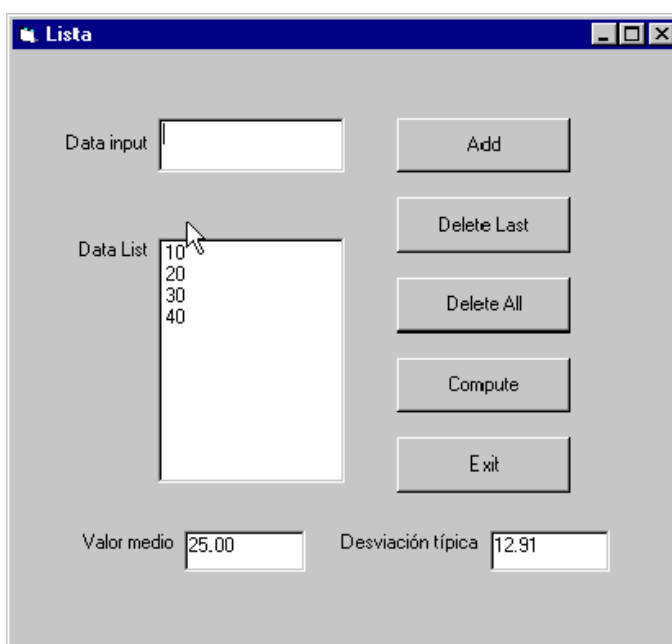 Lista
Data input
Add
Delete Last
Data List
10
20
30
40
Delete All
Compute
Exit
Valor medio
25.00
Desviación típica
12.91